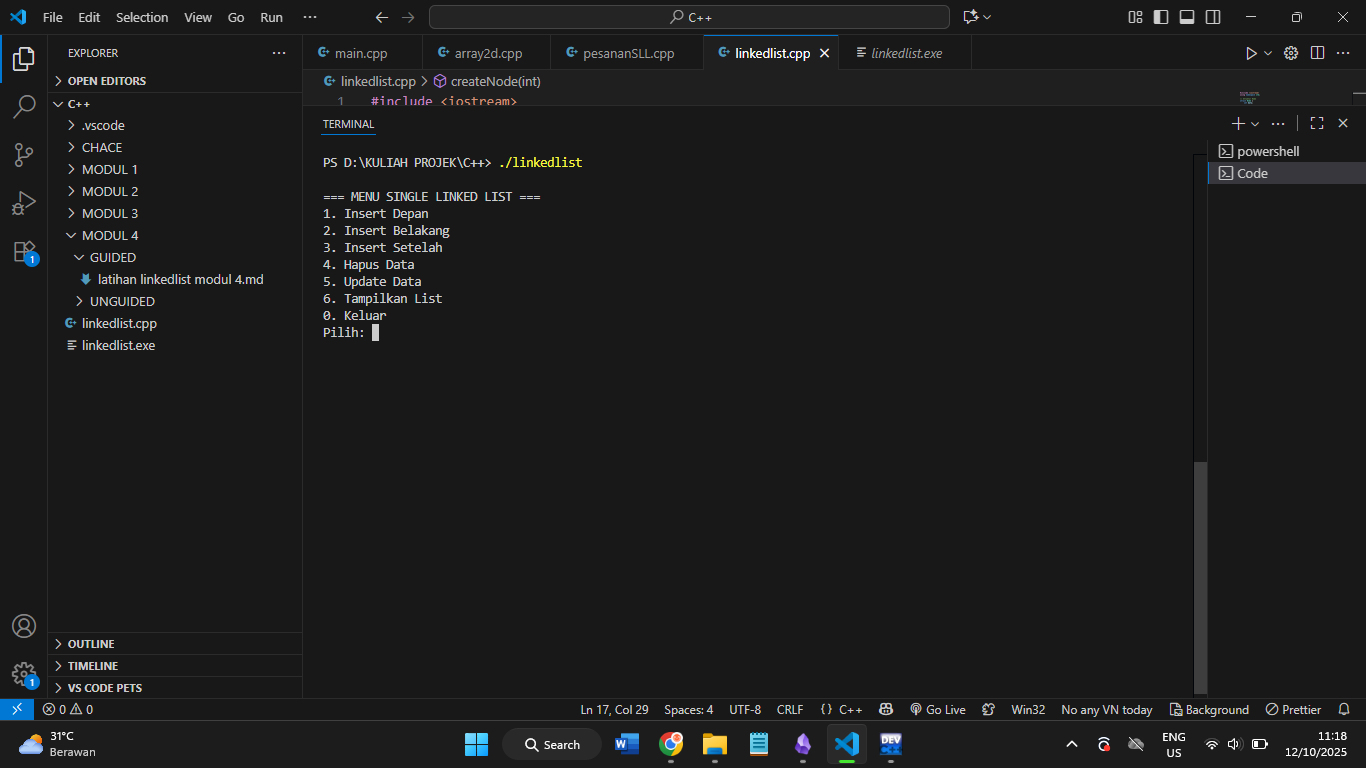 File Edit Selection View Go Run ··· C++
EXPLORER ···
OPEN EDITORS
C++
.vscode
CHACE
MODUL 1
MODUL 2
MODUL 3
MODUL 4
GUIDED
latihan linkedlist modul 4.md
UNGUIDED
linkedlist.cpp
linkedlist.exe
OUTLINE
TIMELINE
VS CODE PETS
1
1
main.cpp array2d.cpp pesananSLL.cpp linkedlist.cpp linkedlist.exe
linkedlist.cpp > createNode(int)
1 #include <iostream>
TERMINAL
PS D:\KULIAH PROJEK\C++> ./linkedlist
=== MENU SINGLE LINKED LIST ===
1. Insert Depan
2. Insert Belakang
3. Insert Setelah
4. Hapus Data
5. Update Data
6. Tampilkan List
0. Keluar
Pilih:
powershell
Code
0 0 Ln 17, Col 29 Spaces: 4 UTF-8 CRLF {} C++ Go Live Win32 No any VN today Background Prettier
31°C
Berawan
Search
W
DEV
C++
ENG
US
11:18
12/10/2025